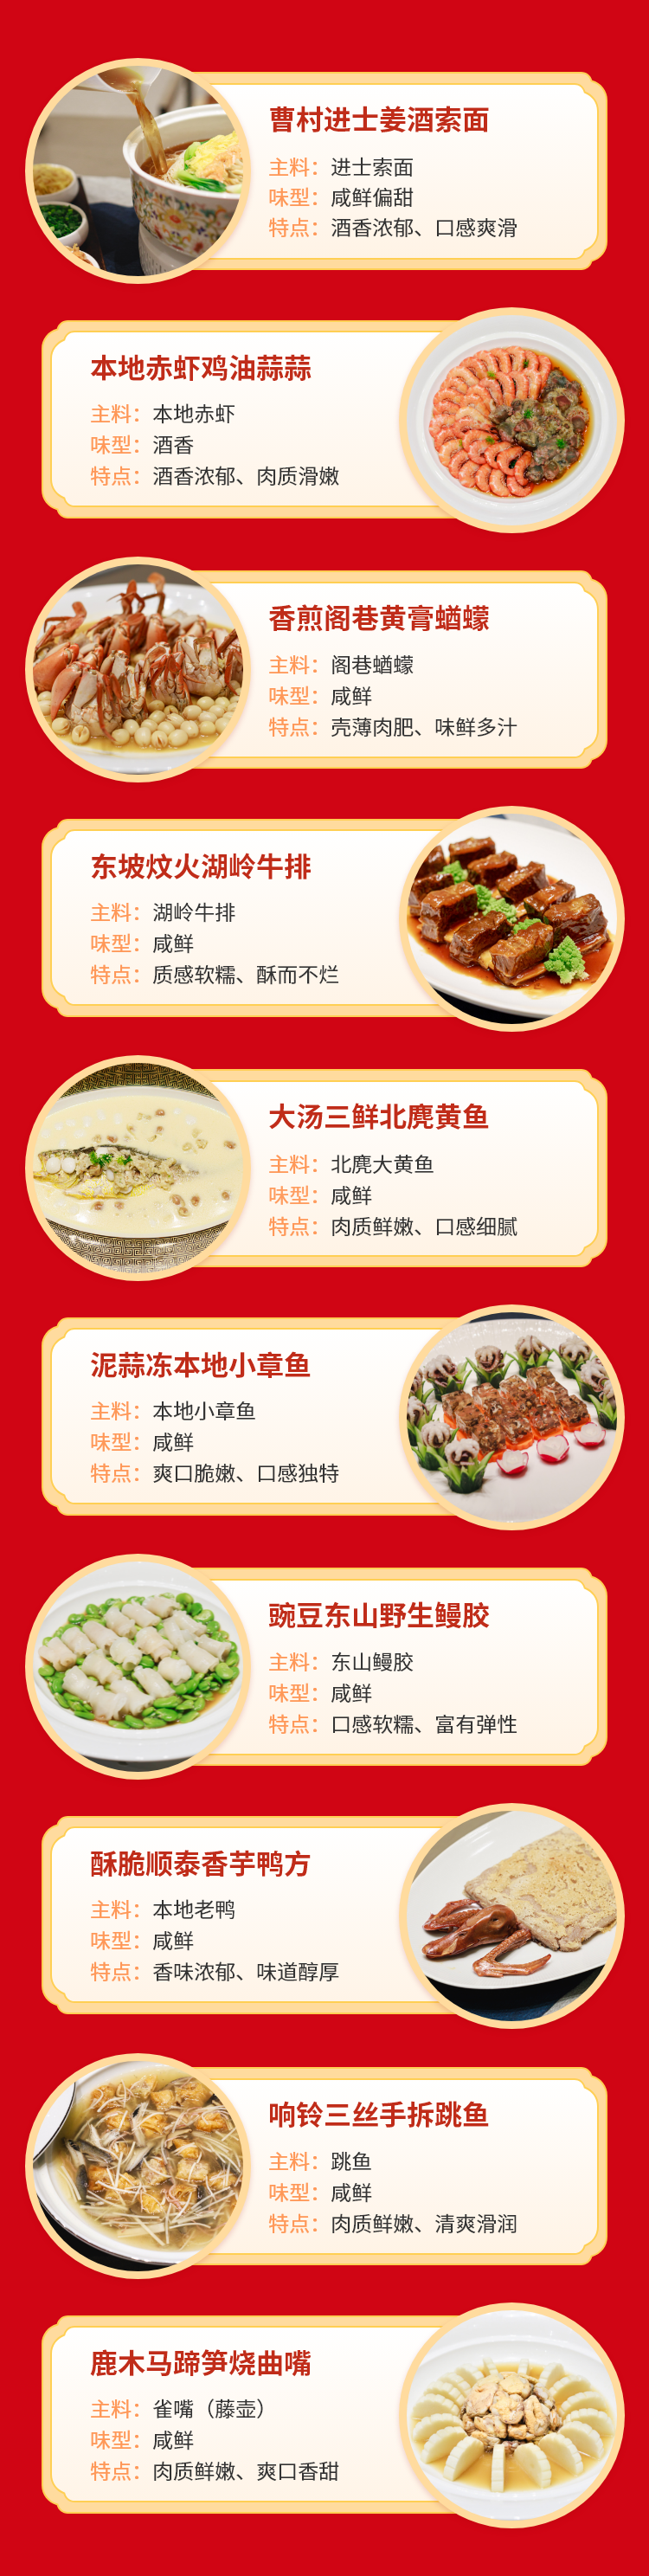 曹村进士姜酒索面
主料：进士索面
味型：咸鲜偏甜
特点：酒香浓郁、口感爽滑
本地赤虾鸡油蒜蒜
主料：本地赤虾
味型：酒香
特点：酒香浓郁、肉质滑嫩
香煎阁巷黄膏蝤蠓
主料：阁巷蝤蠓
味型：咸鲜
特点：壳薄肉肥、味鲜多汁
东坡炆火湖岭牛排
主料：湖岭牛排
味型：咸鲜
特点：质感软糯、酥而不烂
大汤三鲜北麂黄鱼
主料：北麂大黄鱼
味型：咸鲜
特点：肉质鲜嫩、口感细腻
泥蒜冻本地小章鱼
主料：本地小章鱼
味型：咸鲜
特点：爽口脆嫩、口感独特
豌豆东山野生鳗胶
主料：东山鳗胶
味型：咸鲜
特点：口感软糯、富有弹性
酥脆顺泰香芋鸭方
主料：本地老鸭
味型：咸鲜
特点：香味浓郁、味道醇厚
响铃三丝手拆跳鱼
主料：跳鱼
味型：咸鲜
特点：肉质鲜嫩、清爽滑润
鹿木马蹄笋烧曲嘴
主料：雀嘴（藤壶）
味型：咸鲜
特点：肉质鲜嫩、爽口香甜